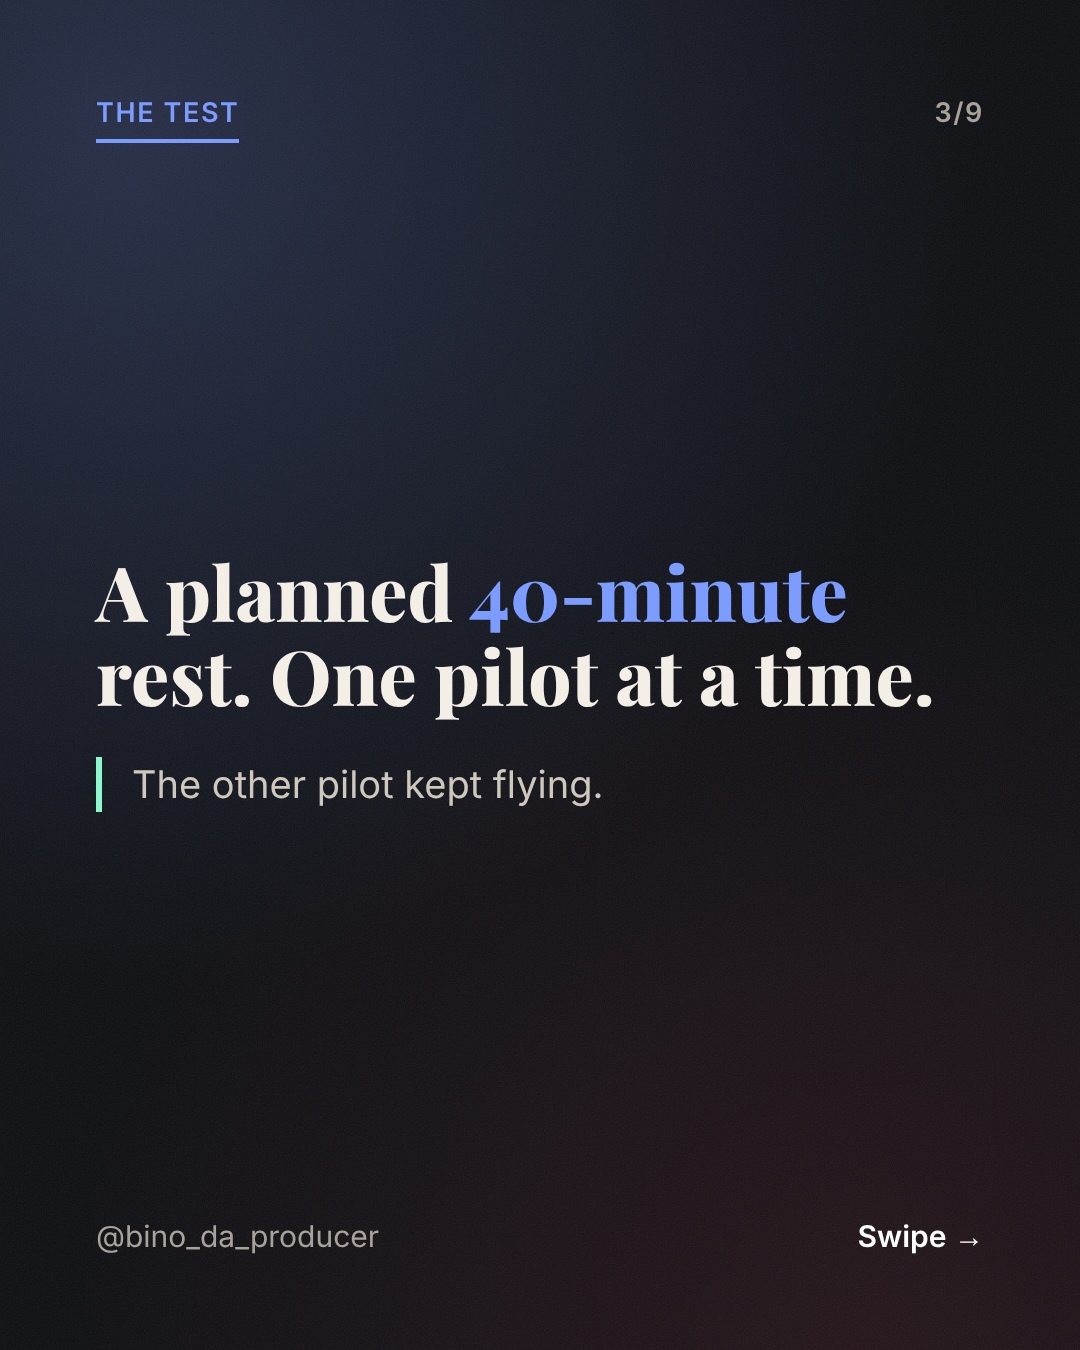 THE TEST
3/9
A planned 40-minute
rest. One pilot at a time.
The other pilot kept flying.
@bino_da_producer
Swipe →